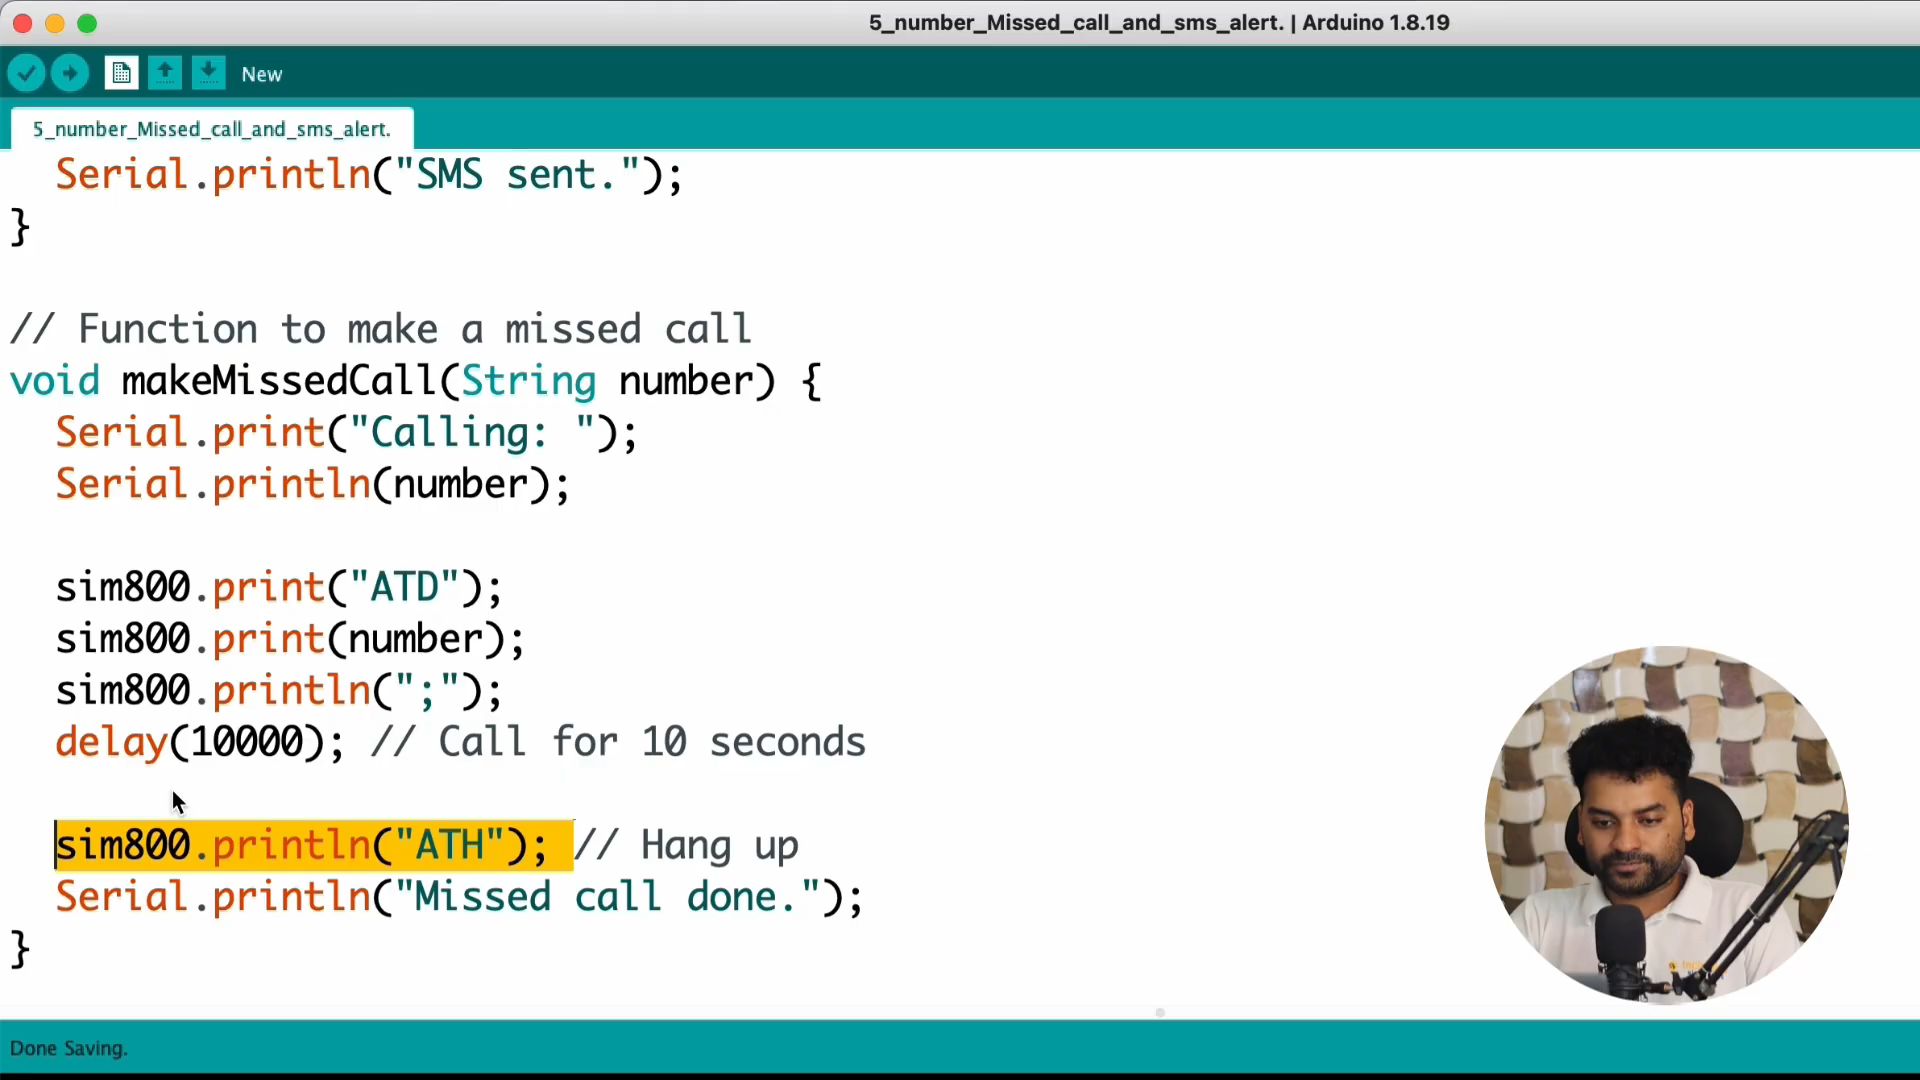 5_number_Missed_call_and_sms_alert. | Arduino 1.8.19
New
5_number_Missed_call_and_sms_alert.
Serial.println("SMS sent.");
}
// Function to make a missed call
void makeMissedCall(String number) {
Serial.print("Calling: ");
Serial.println(number);
sim800.print("ATD");
sim800.print(number);
sim800.println(";");
delay(10000); // Call for 10 seconds
sim800.println("ATH"); // Hang up
Serial.println("Missed call done.");
}
Done Saving.